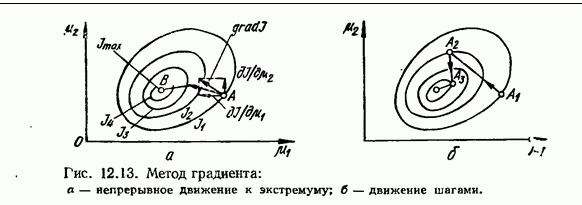 μ₂
Jmax
gradJ
B
∂J/∂μ₂
A
J₄
J₃
J₂
J₁
∂J/∂μ₁
0
μ₁
а
μ₂
A₂
A₃
A₁
б
Рис. 12.13. Метод градиента:
а — непрерывное движение к экстремуму; б — движение шагами.